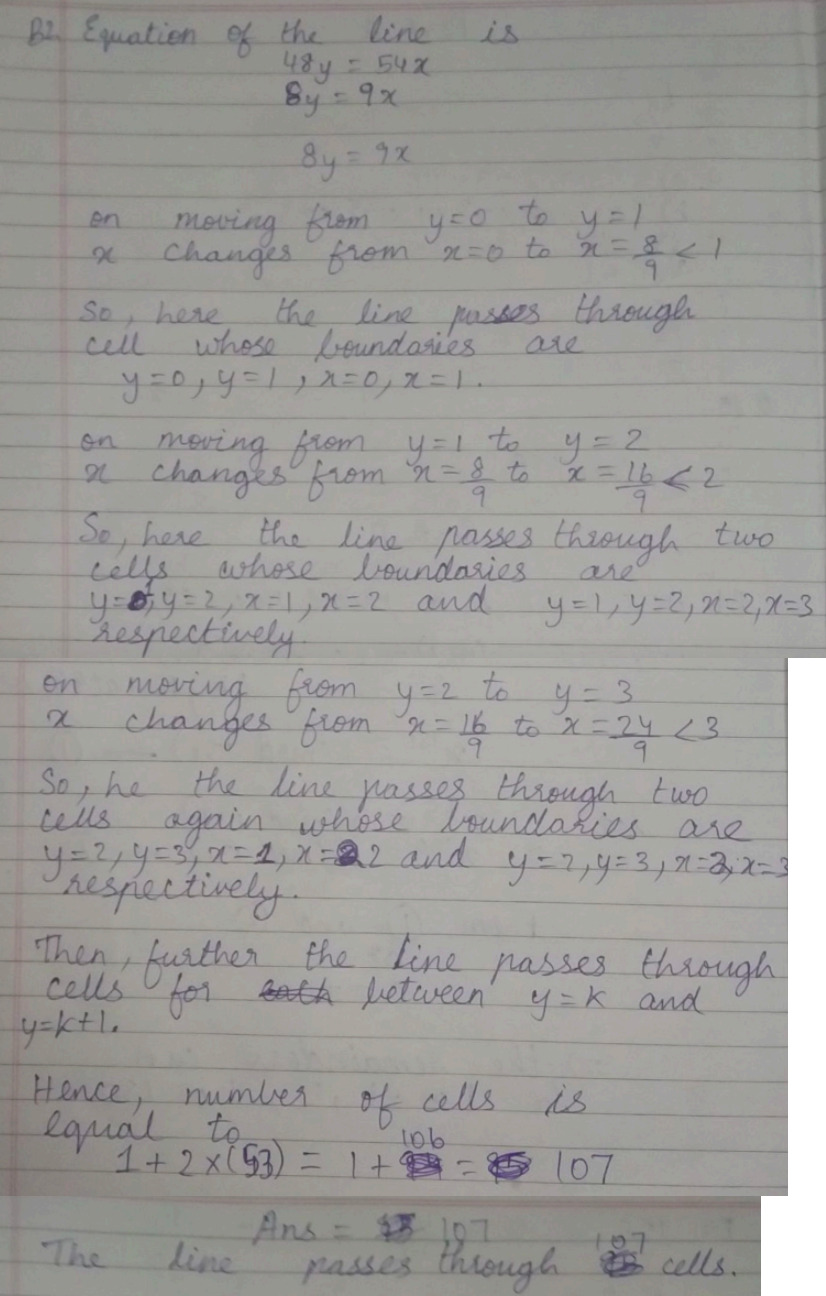 B2. Equation of the line is
48y = 54x
8y = 9x
8y = 9x
on moving from y=0 to y=1
x changes from x=0 to x=8/9 < 1
So, here the line passes through
cell whose boundaries are
y=0, y=1, x=0, x=1.
on moving from y=1 to y=2
x changes from x=8/9 to x=16/9 < 2
So, here the line passes through two
cells whose boundaries are
y=2, x=1, x=2 and y=1, y=2, x=2, x=3
respectively.
on moving from y=2 to y=3
x changes from x=16/9 to x=24/9 < 3
So, he the line passes through two
cells again whose boundaries are
y=2, y=3, x=1, x=2 and y=2, y=3, x=2, x=3
respectively.
Then, further the line passes through
cells for between y=k and
y=k+1.
Hence, number of cells is
equal to
1+2×(53) = 1+106 = 107
Ans = 107
The line passes through 107 cells.